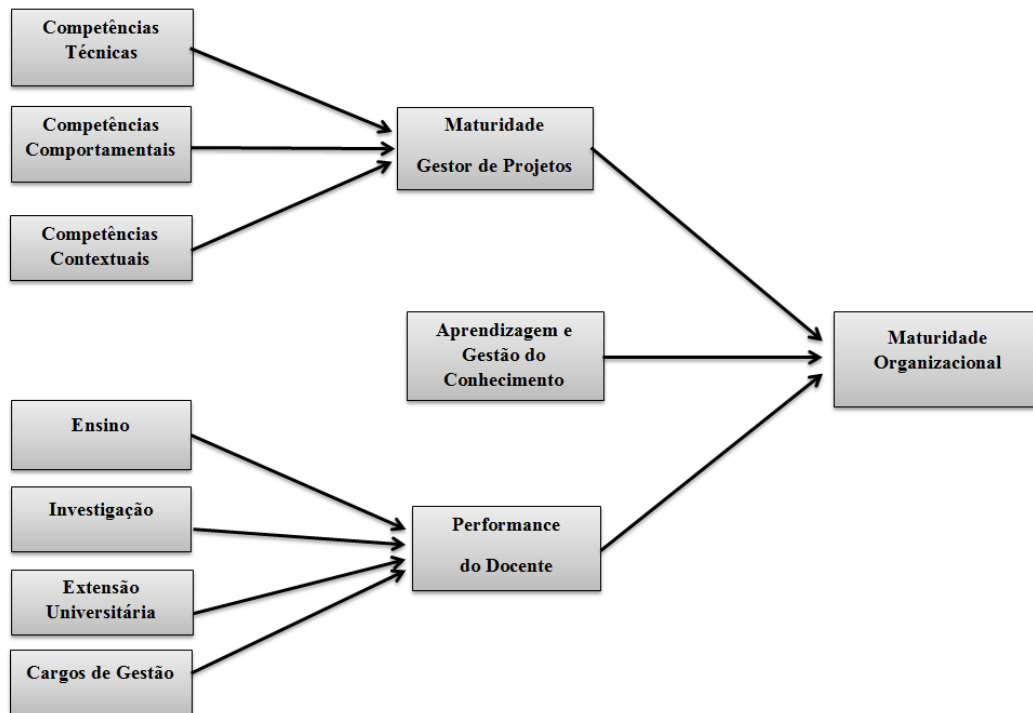 Competências
Técnicas
Competências
Comportamentais
Competências
Contextuais
Maturidade
Gestor de Projetos
Aprendizagem e
Gestão do
Conhecimento
Maturidade
Organizacional
Ensino
Investigação
Extensão
Universitária
Cargos de Gestão
Performance
do Docente